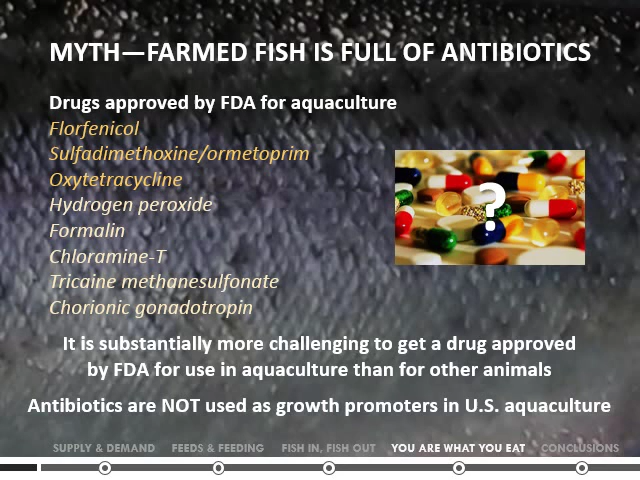 MYTH—FARMED FISH IS FULL OF ANTIBIOTICS
Drugs approved by FDA for aquaculture
Florfenicol
Sulfadimethoxine/ormetoprim
Oxytetracycline
Hydrogen peroxide
Formalin
Chloramine-T
Tricaine methanesulfonate
Chorionic gonadotropin
?
It is substantially more challenging to get a drug approved
by FDA for use in aquaculture than for other animals
Antibiotics are NOT used as growth promoters in U.S. aquaculture
SUPPLY & DEMAND FEEDS & FEEDING FISH IN, FISH OUT YOU ARE WHAT YOU EAT CONCLUSIONS